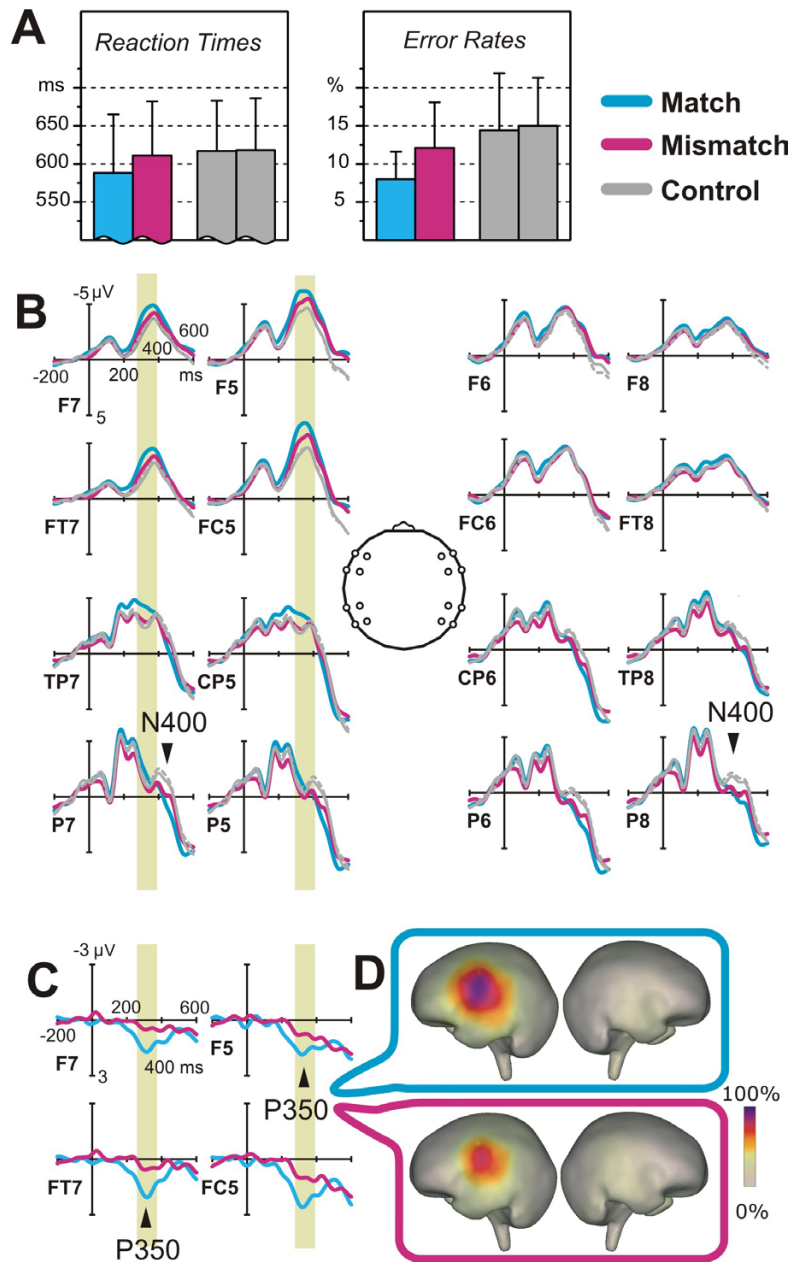 A
Reaction Times
Error Rates
ms
650
600
550
%
15
10
5
Match
Mismatch
Control
B
-5 µV
600
400
-200
200
ms
F7
5
F5
F6
F8
FT7
FC5
FC6
FT8
TP7
CP5
CP6
TP8
N400
N400
P7
P5
P6
P8
C
-3 µV
200
600
-200
F7
3
400 ms
F5
P350
FT7
FC5
P350
D
100%
0%